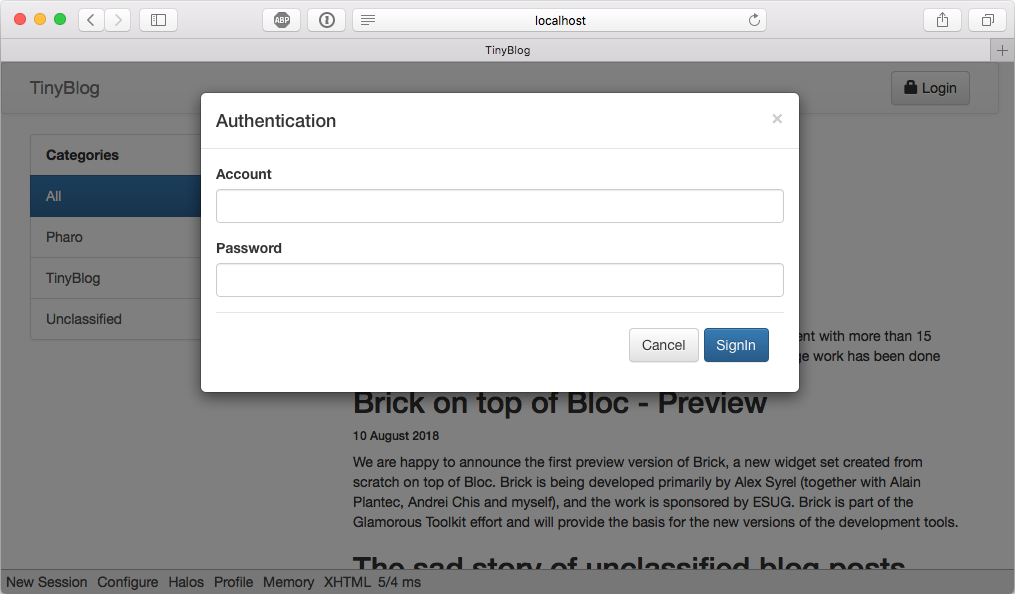 ABP
localhost
TinyBlog
TinyBlog
Login
Authentication
×
Categories
Account
All
Pharo
Password
TinyBlog
Unclassified
Cancel
SignIn
ent with more than 15
ge work has been done
Brick on top of Bloc - Preview
10 August 2018
We are happy to announce the first preview version of Brick, a new widget set created from
scratch on top of Bloc. Brick is being developed primarily by Alex Syrel (together with Alain
Plantec, Andrei Chis and myself), and the work is sponsored by ESUG. Brick is part of the
Glamorous Toolkit effort and will provide the basis for the new versions of the development tools.
The sad story of unclassified blog posts
New Session Configure Halos Profile Memory XHTML 5/4 ms